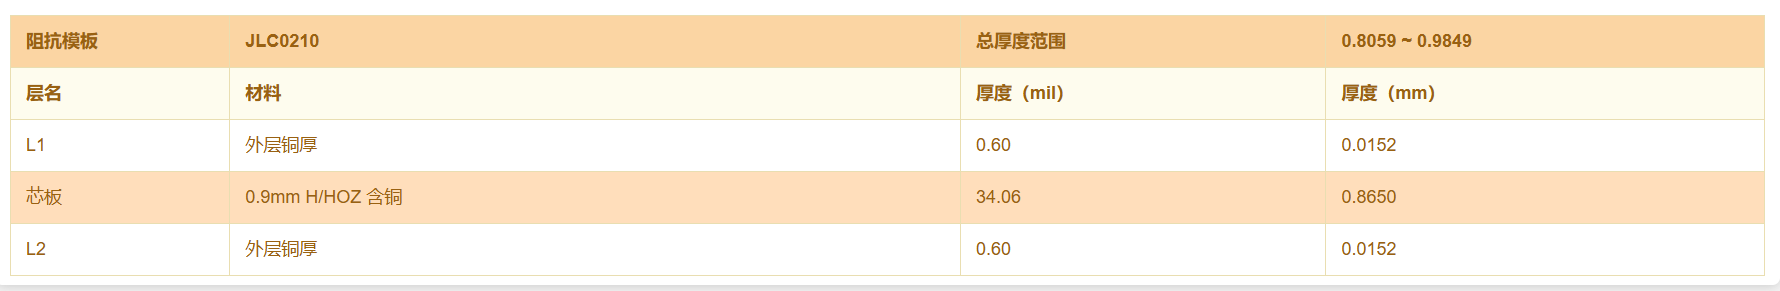 阻抗模板 JLC0210 总厚度范围 0.8059 ~ 0.9849
层名 材料 厚度（mil） 厚度（mm）
L1 外层铜厚 0.60 0.0152
芯板 0.9mm H/HOZ 含铜 34.06 0.8650
L2 外层铜厚 0.60 0.0152